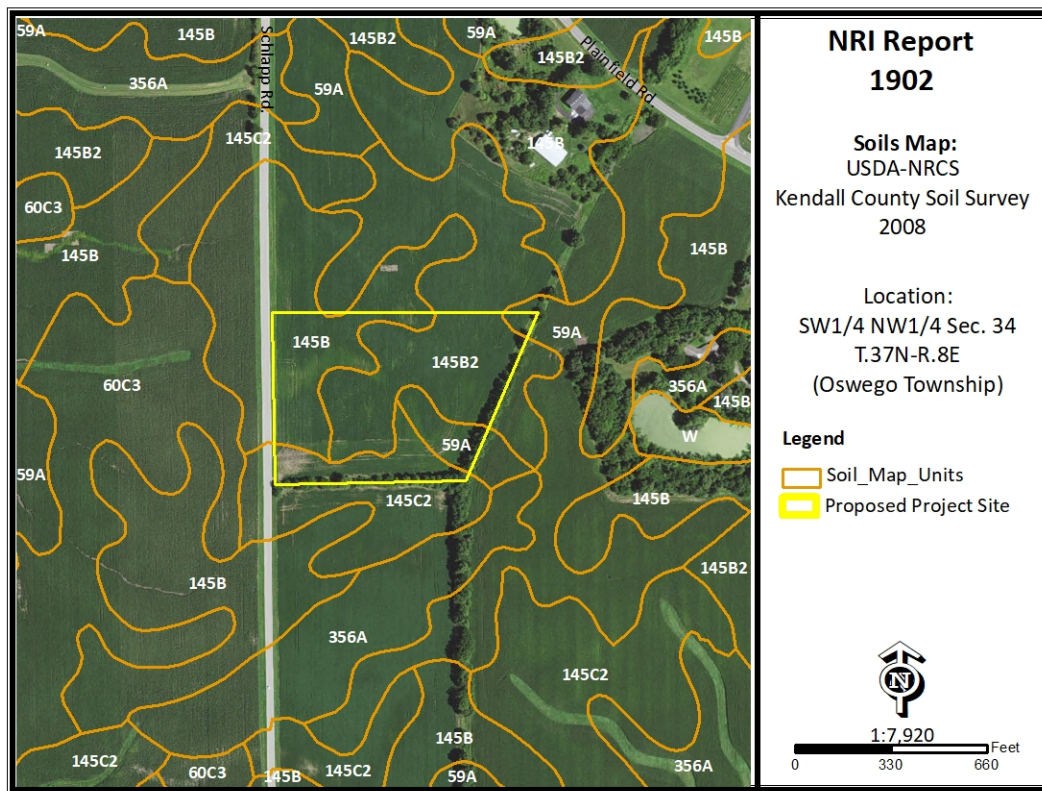 59A
145B
145B2
59A
145B2
145B
356A
Schlapp Rd.
59A
Plainfield Rd.
145C2
145B
145B2
60C3
145B
145B
145B
59A
145B2
356A
60C3
145B
W
59A
59A
145C2
145B
145B
145B2
356A
145C2
145B
145C2
60C3
145B
145C2
59A
356A
NRI Report
1902
Soils Map:
USDA-NRCS
Kendall County Soil Survey
2008
Location:
SW1/4 NW1/4 Sec. 34
T.37N-R.8E
(Oswego Township)
Legend
Soil_Map_Units
Proposed Project Site
N
1:7,920
Feet
0 330 660